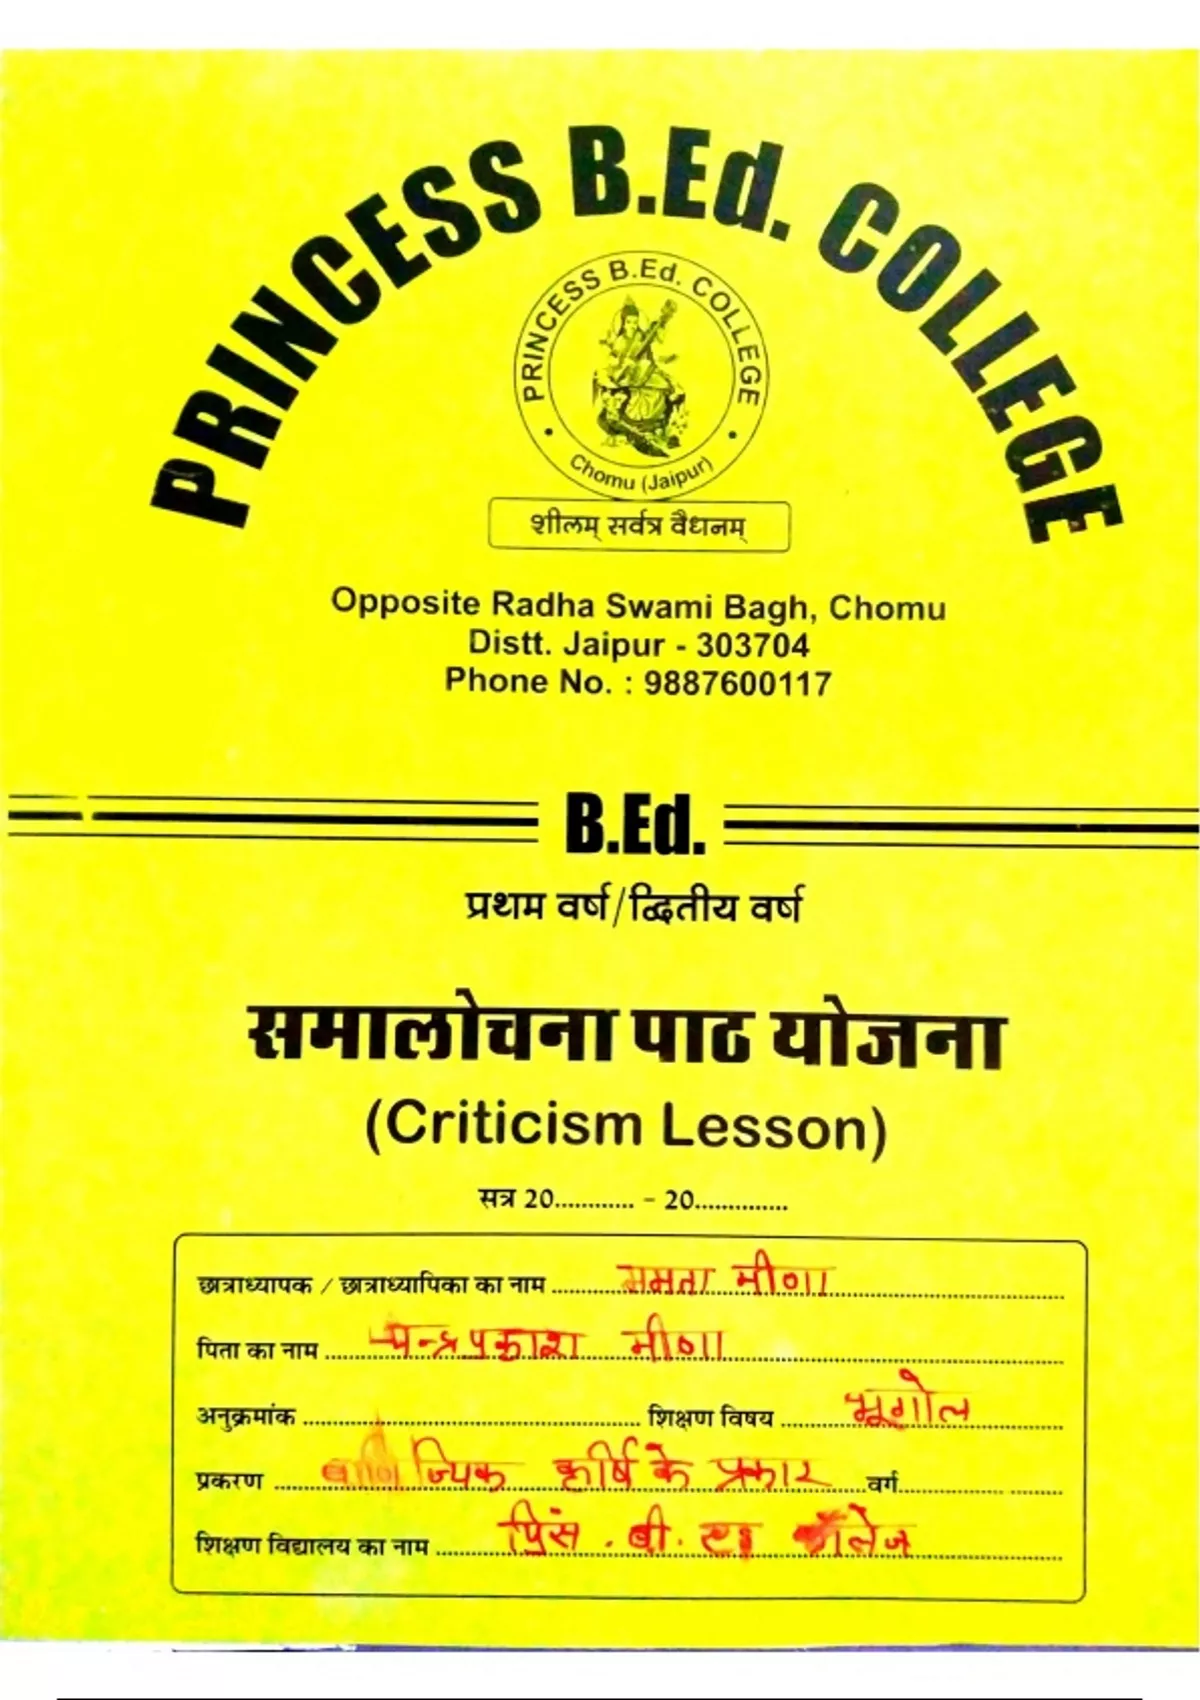 PRINCESS B.Ed. COLLEGE
PRINCESS B.Ed. COLLEGE
Chomu (Jaipur)
शीलम् सर्वत्र वैधनम्
Opposite Radha Swami Bagh, Chomu
Distt. Jaipur - 303704
Phone No. : 9887600117
B.Ed.
प्रथम वर्ष/द्वितीय वर्ष
समालोचना पाठ योजना
(Criticism Lesson)
सत्र 20............ - 20..............
छात्राध्यापक / छात्राध्यापिका का नाम ममता मीणा
पिता का नाम चन्द्रप्रकाश मीणा
अनुक्रमांक शिक्षण विषय भूगोल
प्रकरण वाणिज्यिक कृषि के प्रकार वर्ग
शिक्षण विद्यालय का नाम प्रिंस . बी. एड कॉलेज